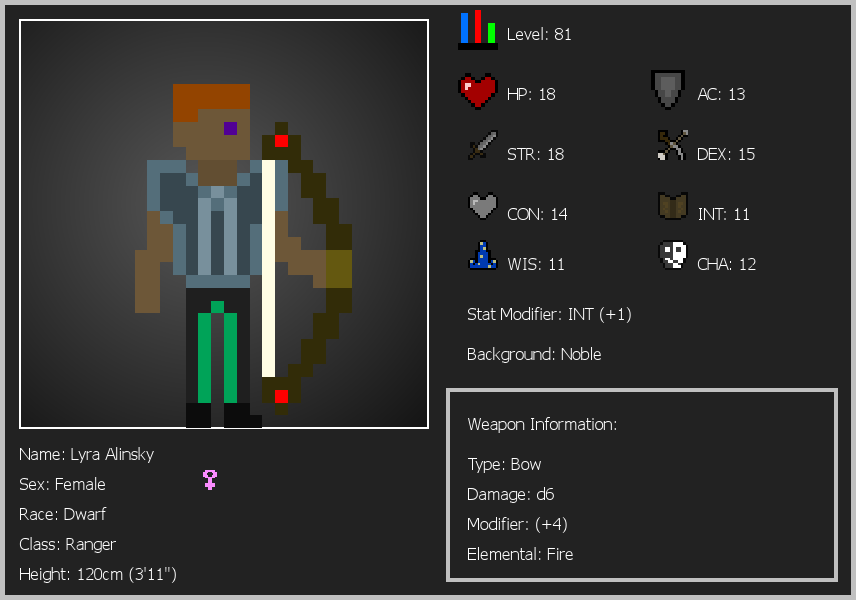 Level: 81
HP: 18
AC: 13
STR: 18
DEX: 15
CON: 14
INT: 11
WIS: 11
CHA: 12
Stat Modifier: INT (+1)
Background: Noble
Weapon Information:
Type: Bow
Damage: d6
Modifier: (+4)
Elemental: Fire
Name: Lyra Alinsky
Sex: Female
Race: Dwarf
Class: Ranger
Height: 120cm (3'11")